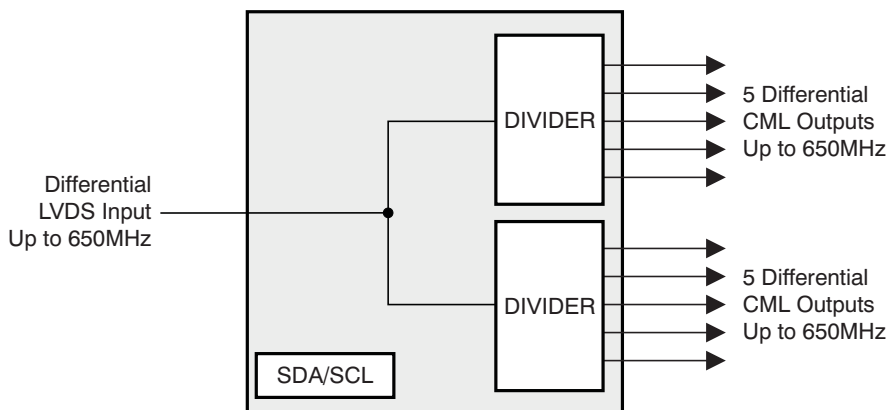 Differential
LVDS Input
Up to 650MHz
DIVIDER
5 Differential
CML Outputs
Up to 650MHz
DIVIDER
5 Differential
CML Outputs
Up to 650MHz
SDA/SCL